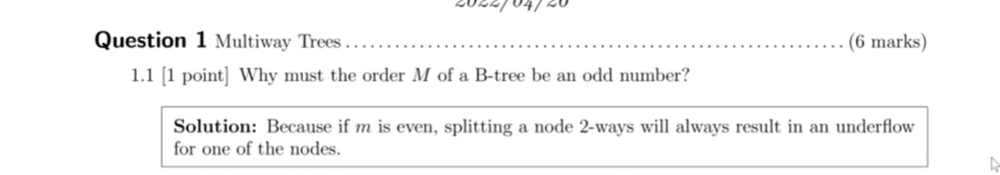 2022/04/20
Question 1 Multiway Trees ........................................................................ (6 marks)
1.1 [1 point] Why must the order M of a B-tree be an odd number?
Solution: Because if m is even, splitting a node 2-ways will always result in an underflow
for one of the nodes.